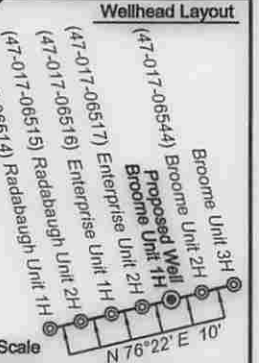 Wellhead Layout
Broome Unit 3H
(47-017-06544) Broome Unit 2H
Proposed Well
Broome Unit 1H
(47-017-06517) Enterprise Unit 2H
(47-017-06516) Enterprise Unit 1H
(47-017-06515) Radabaugh Unit 2H
Radabaugh Unit 1H
N 76°22' E 10'
Scale